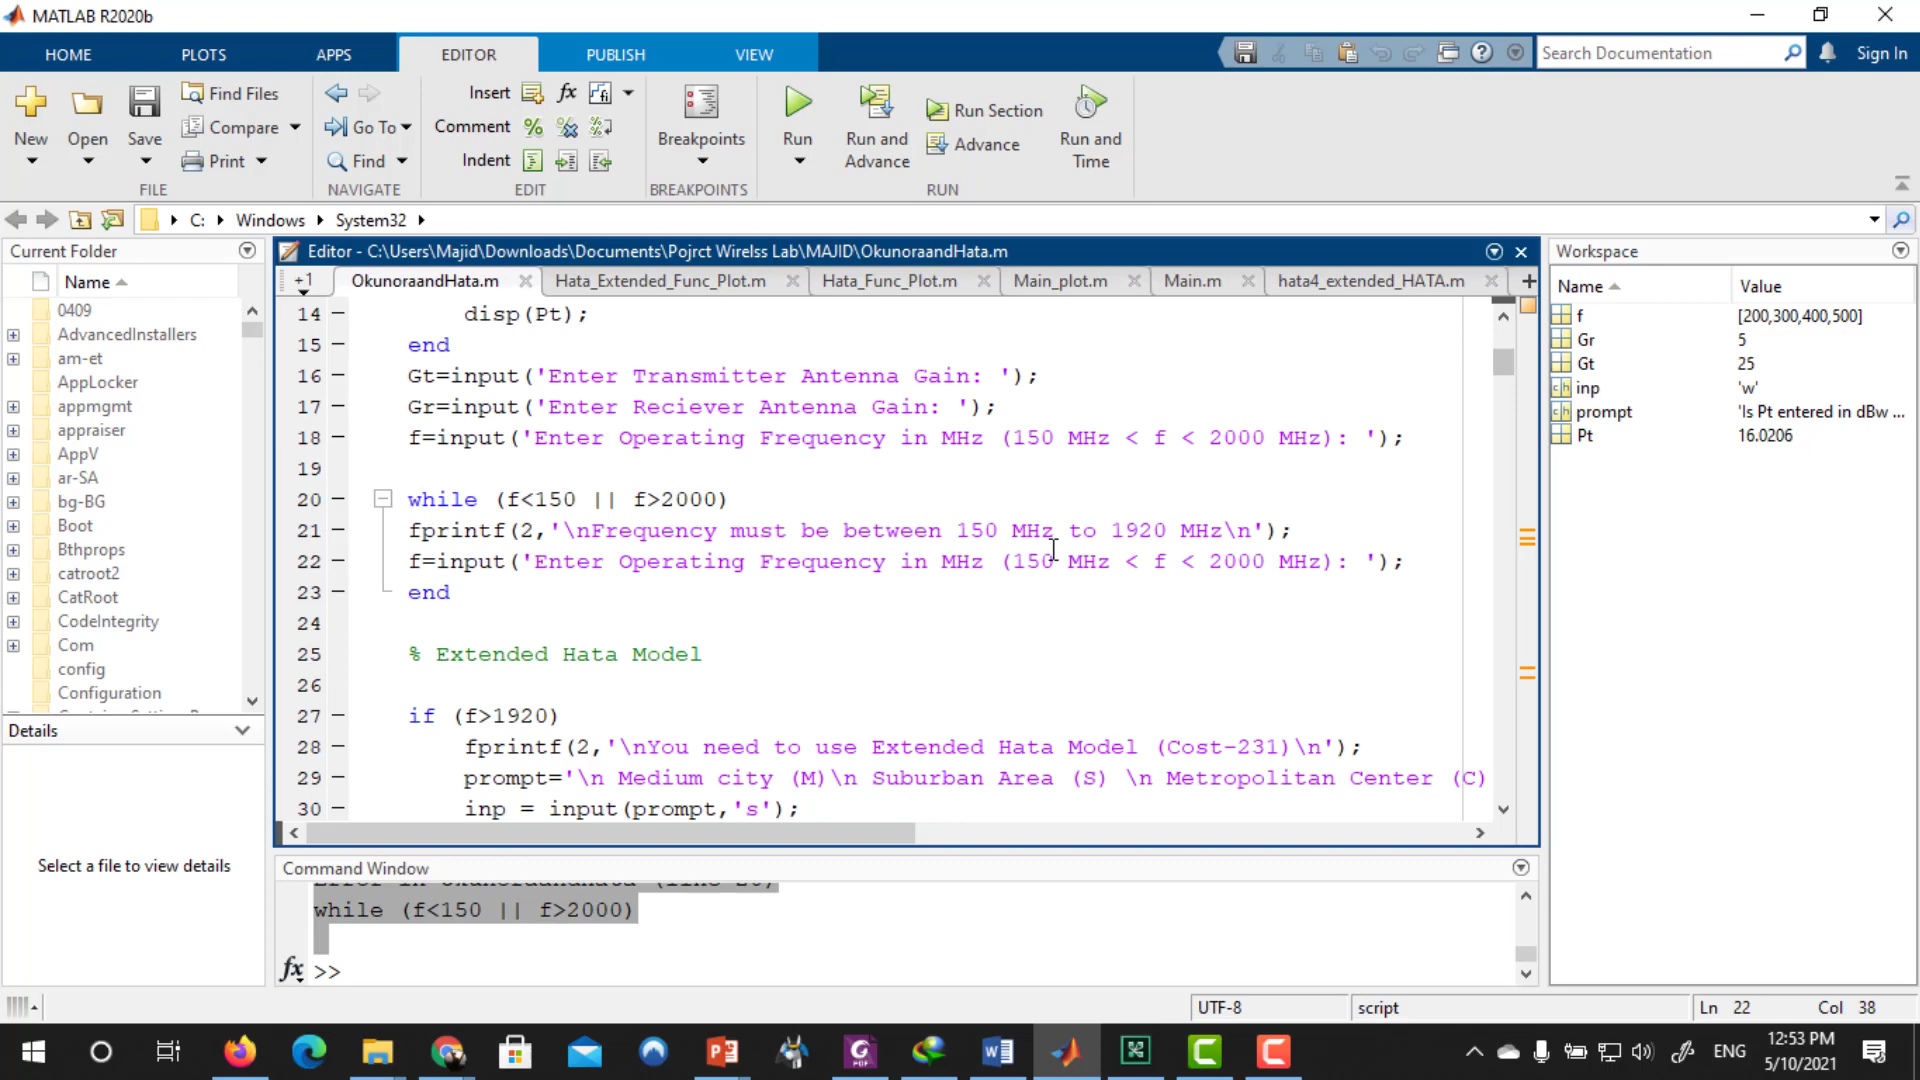 MATLAB R2020b
HOME PLOTS APPS EDITOR PUBLISH VIEW
Search Documentation
Sign In
New Open Save
Find Files
Compare
Print
FILE
Go To
Find
NAVIGATE
Insert
Comment
Indent
EDIT
Breakpoints
BREAKPOINTS
Run
Run and Advance
Run Section
Advance
Run and Time
RUN
C: Windows System32
Current Folder
Name
0409
AdvancedInstallers
am-et
AppLocker
appmgmt
appraiser
AppV
ar-SA
bg-BG
Boot
Bthprops
catroot2
CatRoot
CodeIntegrity
Com
config
Configuration
Details
Select a file to view details
Editor - C:\Users\Majid\Downloads\Documents\Pojrct Wirelss Lab\MAJID\OkunoraandHata.m
+1 OkunoraandHata.m Hata_Extended_Func_Plot.m Hata_Func_Plot.m Main_plot.m Main.m hata4_extended_HATA.m
14 disp(Pt);
15 end
16 Gt=input('Enter Transmitter Antenna Gain: ');
17 Gr=input('Enter Reciever Antenna Gain: ');
18 f=input('Enter Operating Frequency in MHz (150 MHz < f < 2000 MHz): ');
19
20 while (f<150 || f>2000)
21 fprintf(2,'\nFrequency must be between 150 MHz to 1920 MHz\n');
22 f=input('Enter Operating Frequency in MHz (150 MHz < f < 2000 MHz): ');
23 end
24
25 % Extended Hata Model
26
27 if (f>1920)
28 fprintf(2,'\nYou need to use Extended Hata Model (Cost-231)\n');
29 prompt='\n Medium city (M)\n Suburban Area (S) \n Metropolitan Center (C)
30 inp = input(prompt,'s');
Command Window
while (f<150 || f>2000)
fx >>
Workspace
Name Value
f [200,300,400,500]
Gr 5
Gt 25
inp 'w'
prompt 'Is Pt entered in dBw ...
Pt 16.0206
UTF-8 script Ln 22 Col 38
ENG
12:53 PM
5/10/2021